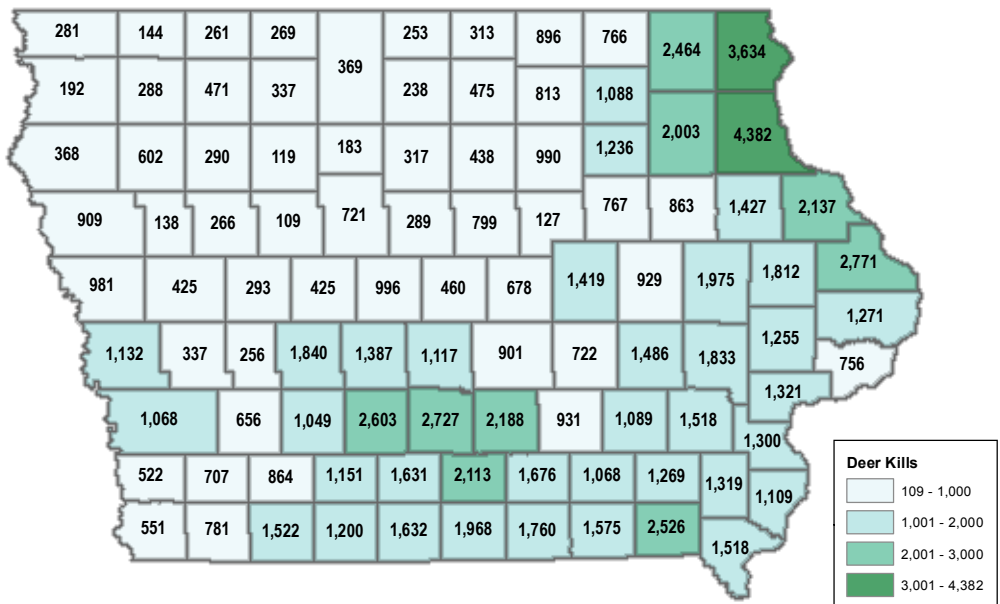 281 144 261 269 253 313 896 766 2,464 3,634
369
192 288 471 337 238 475 813 1,088
2,003 4,382
368 602 290 119 183 317 438 990 1,236
909 138 266 109 721 289 799 127 767 863 1,427 2,137
981 425 293 425 996 460 678 1,419 929 1,975 1,812 2,771
1,271
1,132 337 256 1,840 1,387 1,117 901 722 1,486 1,833 1,255 756
1,321
1,068 656 1,049 2,603 2,727 2,188 931 1,089 1,518 1,300
522 707 864 1,151 1,631 2,113 1,676 1,068 1,269 1,319 1,109
551 781 1,522 1,200 1,632 1,968 1,760 1,575 2,526 1,518
Deer Kills
109 - 1,000
1,001 - 2,000
2,001 - 3,000
3,001 - 4,382